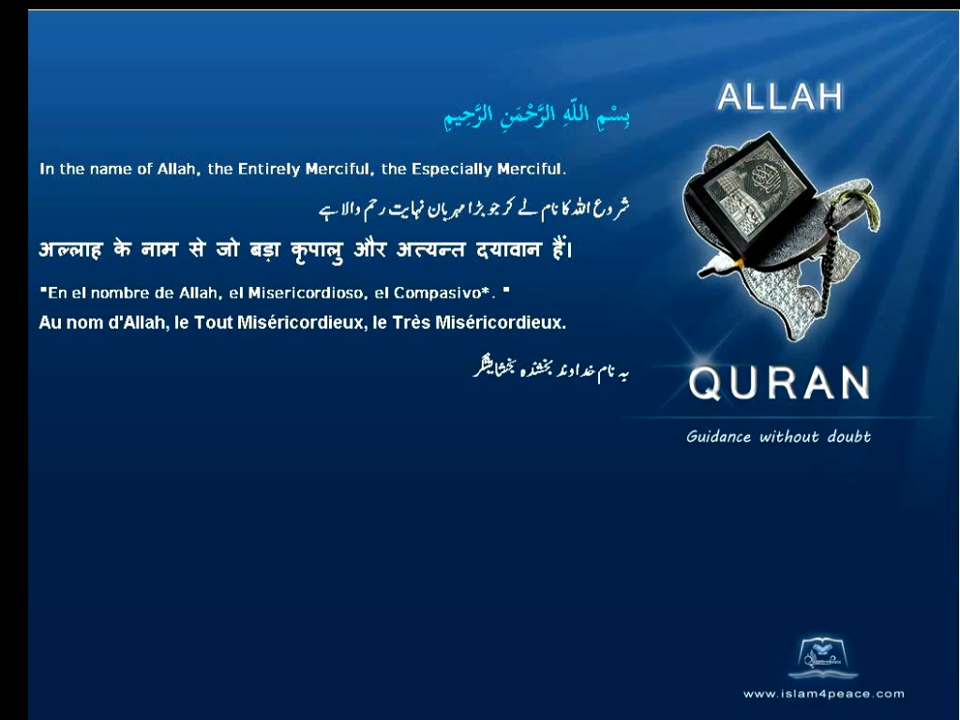 بِسْمِ اللّهِ الرَّحْمَنِ الرَّحِيمِ
In the name of Allah, the Entirely Merciful, the Especially Merciful.
شروع الله کا نام لے کر جو بڑا مہربان نہایت رحم والا ہے
अल्लाह के नाम से जो बड़ा कृपालु और अत्यन्त दयावान हैं।
"En el nombre de Allah, el Misericordioso, el Compasivo*. "
Au nom d'Allah, le Tout Miséricordieux, le Très Miséricordieux.
به نام خداوند بخشنده بخشایشگر
ALLAH
QURAN
Guidance without doubt
www.islam4peace.com